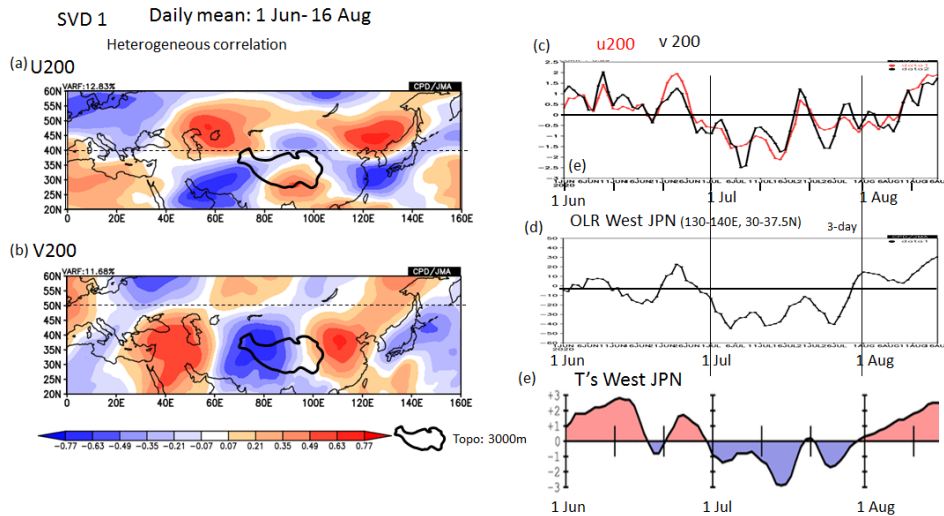 SVD 1
Daily mean: 1 Jun- 16 Aug
Heterogeneous correlation
(a) U200
VARF:12.83%
CPD/JMA
60N
55N
50N
45N
40N
35N
30N
25N
20N
0 20E 40E 60E 80E 100E 120E 140E 160E
(b) V200
VARF:11.68%
CPD/JMA
60N
55N
50N
45N
40N
35N
30N
25N
20N
0 20E 40E 60E 80E 100E 120E 140E 160E
-0.77 -0.63 -0.49 -0.35 -0.21 -0.07 0.07 0.21 0.35 0.49 0.63 0.77
Topo: 3000m
(c) u200 v 200
data1
data2
2.5
2
1.5
1
0.5
0
-0.5
-1
-1.5
-2
-2.5
-3
(e)
1 Jun 1 Jul 1 Aug
(d) OLR West JPN (130-140E, 30-37.5N) 3-day
CPD/JMA
data1
50
40
30
20
10
0
-10
-20
-30
-40
-50
-60
1 Jun 1 Jul 1 Aug
(e) T's West JPN
+3
+2
+1
0
-1
-2
-3
1 Jun 1 Jul 1 Aug